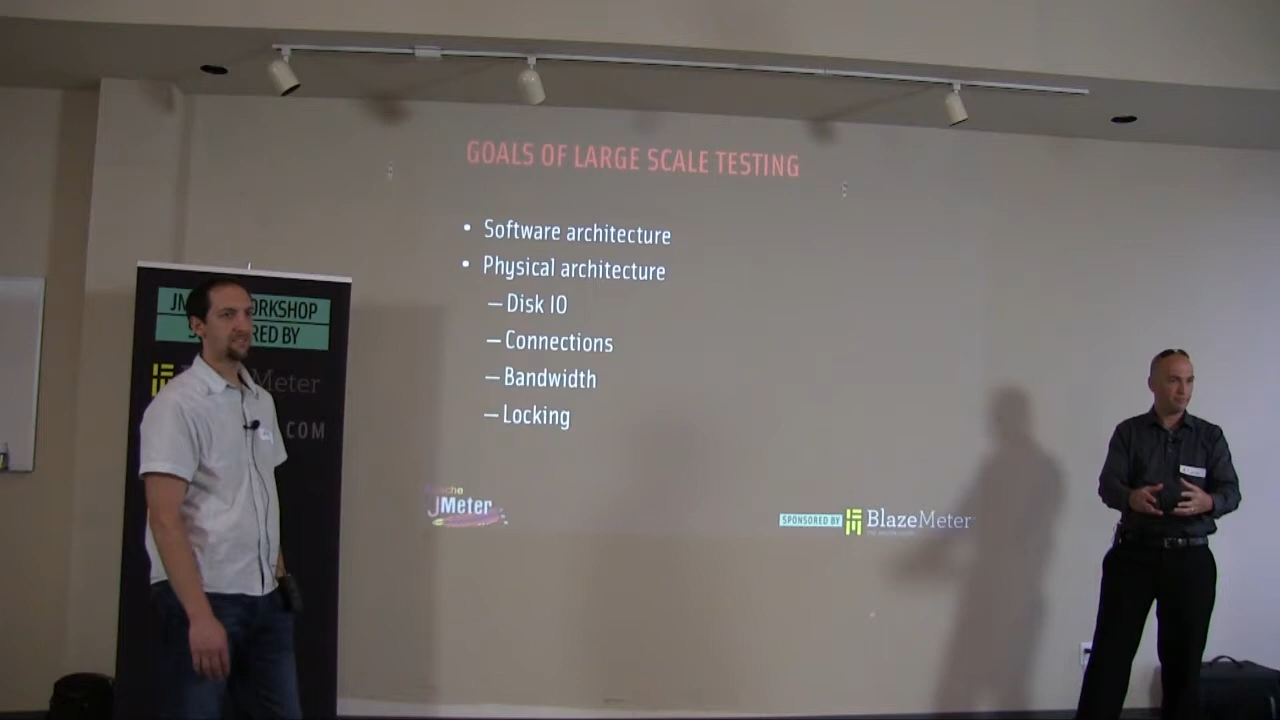 GOALS OF LARGE SCALE TESTING
• Software architecture
• Physical architecture
– Disk IO
– Connections
– Bandwidth
– Locking
JMeter
SPONSORED BY BlazeMeter
ORKSHOP
RED BY
Meter
COM